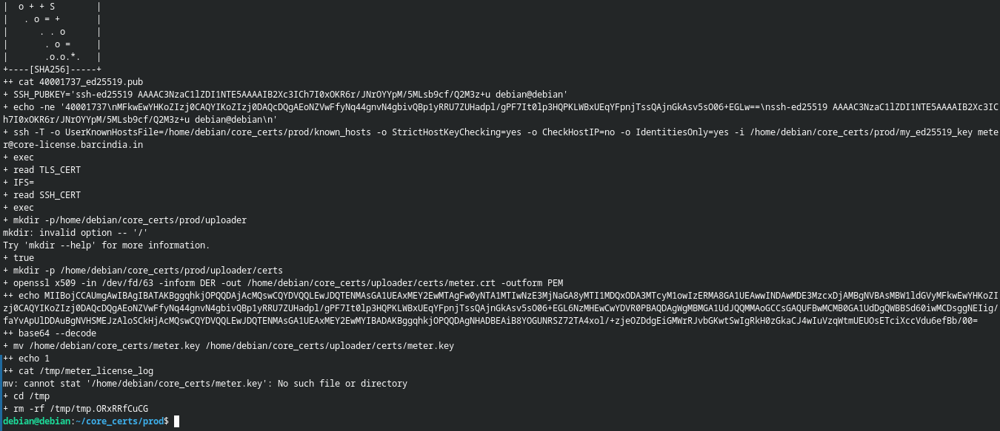 |  o + + S        |
|   . o = +       |
|      . . o      |
|       . o =     |
|       .o.o.*.   |
+----[SHA256]-----+
++ cat 40001737_ed25519.pub
+ SSH_PUBKEY='ssh-ed25519 AAAAC3NzaC1lZDI1NTE5AAAAIB2Xc3ICh7I0xOKR6r/JNrOYYpM/5MLsb9cf/Q2M3z+u debian@debian'
+ echo -ne '40001737\nMFkwEwYHKoZIzj0CAQYIKoZIzj0DAQcDQgAEoNZVwFfyNq44gnvN4gbivQBp1yRRU7ZUHadpl/gPF7It0lp3HQPKLWBxUEqYFpnjTssQAjnGkAsv5sO06+EGLw==\nssh-ed25519 AAAAC3NzaC1lZDI1NTE5AAAAIB2Xc3IC
h7I0xOKR6r/JNrOYYpM/5MLsb9cf/Q2M3z+u debian@debian\n'
+ ssh -T -o UserKnownHostsFile=/home/debian/core_certs/prod/known_hosts -o StrictHostKeyChecking=yes -o CheckHostIP=no -o IdentitiesOnly=yes -i /home/debian/core_certs/prod/my_ed25519_key mete
r@core-license.barcindia.in
+ exec
+ read TLS_CERT
+ IFS=
+ read SSH_CERT
+ exec
+ mkdir -p/home/debian/core_certs/prod/uploader
mkdir: invalid option -- '/'
Try 'mkdir --help' for more information.
+ true
+ mkdir -p /home/debian/core_certs/prod/uploader/certs
+ openssl x509 -in /dev/fd/63 -inform DER -out /home/debian/core_certs/uploader/certs/meter.crt -outform PEM
++ echo MIIBojCCAUmgAwIBAgIBATAKBggqhkjOPQQDAjAcMQswCQYDVQQLEwJDQTENMAsGA1UEAxMEY2EwMTAgFw0yNTA1MTIwNzE3MjNaGA8yMTI1MDQxODA3MTcyM1owIzERMA8GA1UEAwwINDAwMDE3MzcxDjAMBgNVBAsMBW1ldGVyMFkwEwYHKoZI
zj0CAQYIKoZIzj0DAQcDQgAEoNZVwFfyNq44gnvN4gbivQBp1yRRU7ZUHadpl/gPF7It0lp3HQPKLWBxUEqYFpnjTssQAjnGkAsv5sO06+EGL6NzMHEwCwYDVR0PBAQDAgWgMBMGA1UdJQQMMAoGCCsGAQUFBwMCMB0GA1UdDgQWBBSd60iwMCDsggNEIig/
faYvApUlDDAuBgNVHSMEJzAloSCkHjAcMQswCQYDVQQLEwJDQTENMAsGA1UEAxMEY2EwMYIBADAKBggqhkjOPQQDAgNHADBEAiB8YOGUNRSZ72TA4xol/+zjeOZDdgEiGMWrRJvbGKwtSwIgRkH0zGkaCJ4wIuVzqWtmUEUOsETciXccVdu6efBb/00=
++ base64 --decode
+ mv /home/debian/core_certs/meter.key /home/debian/core_certs/uploader/certs/meter.key
++ echo 1
++ cat /tmp/meter_license_log
mv: cannot stat '/home/debian/core_certs/meter.key': No such file or directory
+ cd /tmp
+ rm -rf /tmp/tmp.ORxRRfCuCG
debian@debian:~/core_certs/prod$